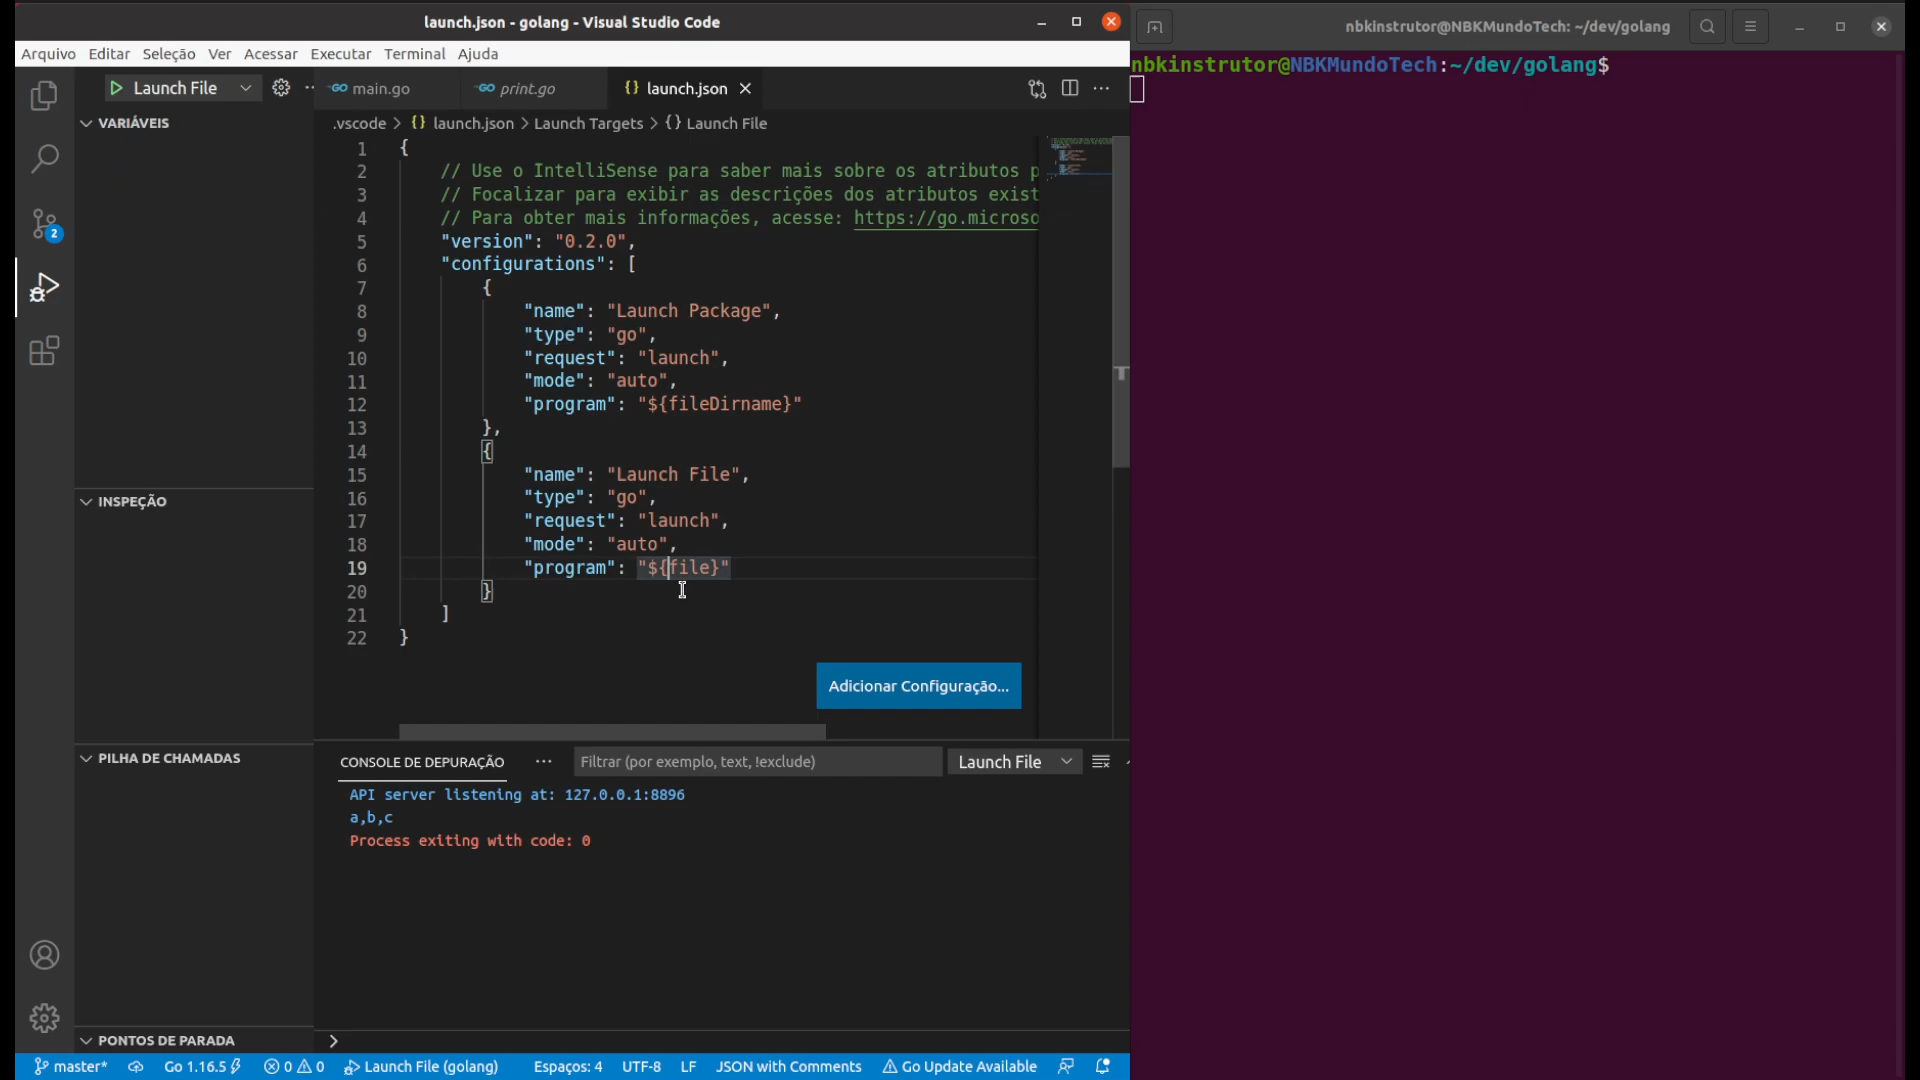 launch.json - golang - Visual Studio Code
Arquivo Editar Seleção Ver Acessar Executar Terminal Ajuda
Launch File
VARIÁVEIS
INSPEÇÃO
PILHA DE CHAMADAS
PONTOS DE PARADA
2
main.go print.go {} launch.json
.vscode > {} launch.json > Launch Targets > {} Launch File
1 {
2 // Use o IntelliSense para saber mais sobre os atributos p
3 // Focalizar para exibir as descrições dos atributos exist
4 // Para obter mais informações, acesse: https://go.microso
5 "version": "0.2.0",
6 "configurations": [
7 {
8 "name": "Launch Package",
9 "type": "go",
10 "request": "launch",
11 "mode": "auto",
12 "program": "${fileDirname}"
13 },
14 {
15 "name": "Launch File",
16 "type": "go",
17 "request": "launch",
18 "mode": "auto",
19 "program": "${file}"
20 }
21 ]
22 }
Adicionar Configuração...
CONSOLE DE DEPURAÇÃO ... Filtrar (por exemplo, text, !exclude) Launch File
API server listening at: 127.0.0.1:8896
a,b,c
Process exiting with code: 0
>
master* Go 1.16.5 0 0 Launch File (golang) Espaços: 4 UTF-8 LF JSON with Comments Go Update Available
nbkinstrutor@NBKMundoTech: ~/dev/golang
nbkinstrutor@NBKMundoTech:~/dev/golang$